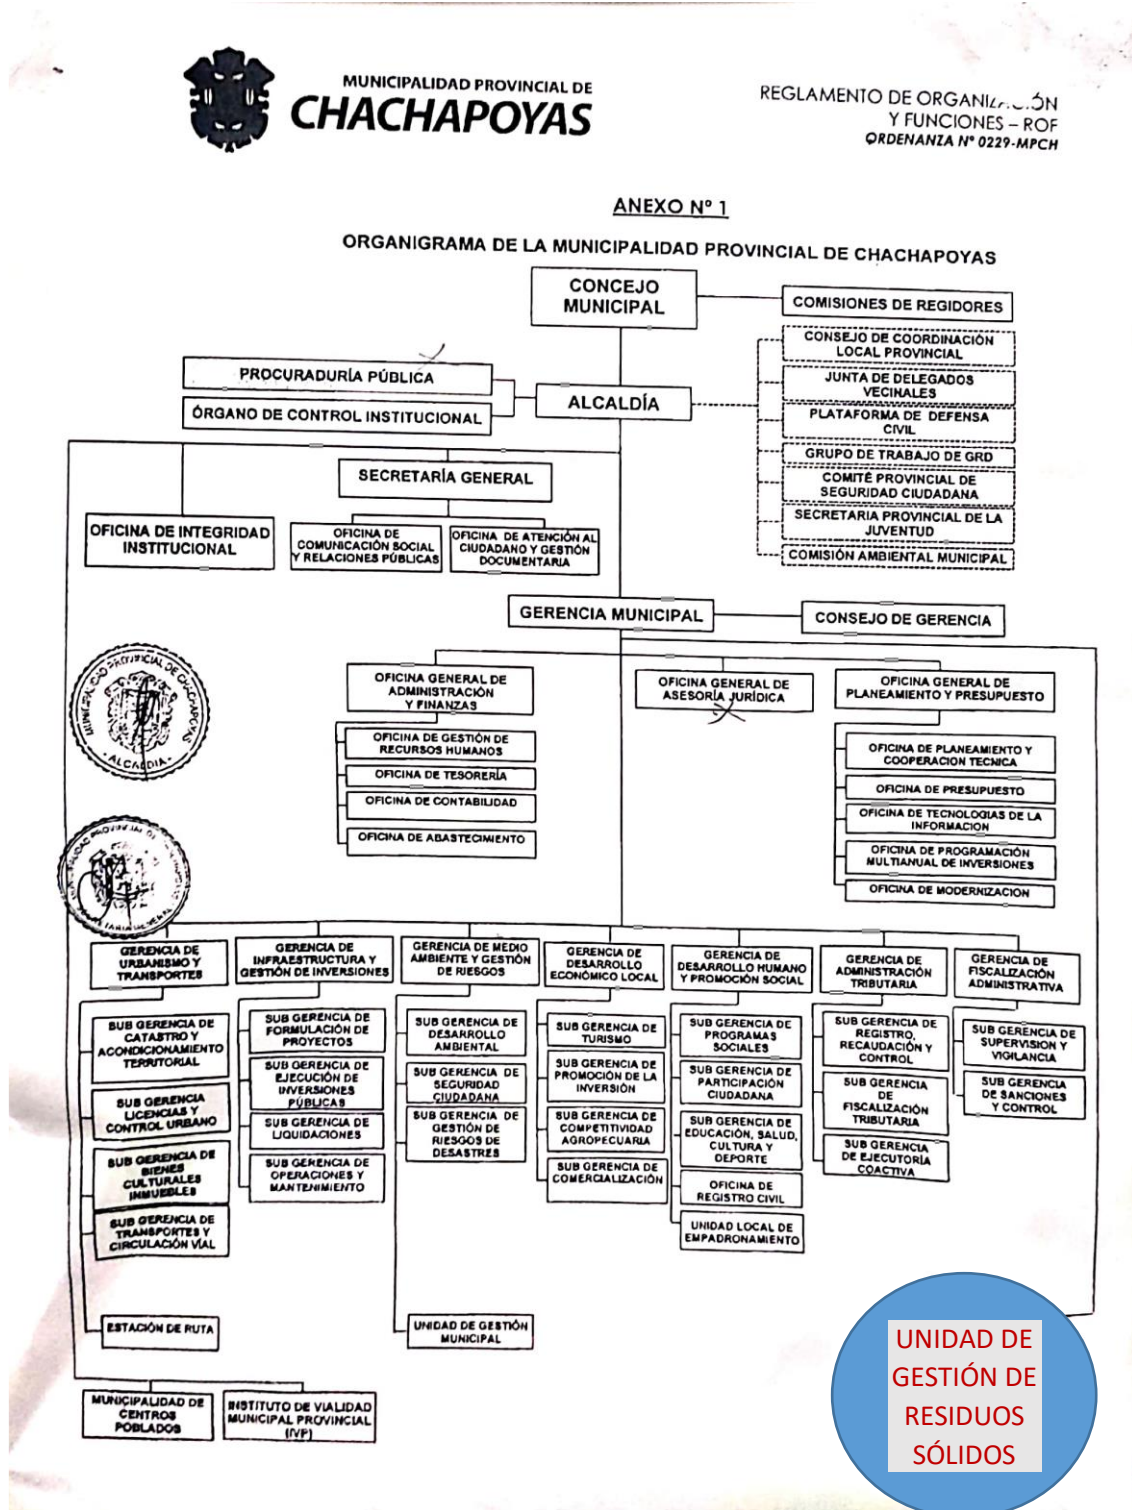 MUNICIPALIDAD PROVINCIAL DE
CHACHAPOYAS
REGLAMENTO DE ORGANIZACIÓN
Y FUNCIONES – ROF
ORDENANZA N° 0229-MPCH
ANEXO N° 1
ORGANIGRAMA DE LA MUNICIPALIDAD PROVINCIAL DE CHACHAPOYAS
CONCEJO
MUNICIPAL
COMISIONES DE REGIDORES
CONSEJO DE COORDINACIÓN
LOCAL PROVINCIAL
JUNTA DE DELEGADOS
VECINALES
PLATAFORMA DE DEFENSA
CIVIL
GRUPO DE TRABAJO DE GRD
COMITÉ PROVINCIAL DE
SEGURIDAD CIUDADANA
SECRETARIA PROVINCIAL DE LA
JUVENTUD
COMISIÓN AMBIENTAL MUNICIPAL
PROCURADURÍA PÚBLICA
ÓRGANO DE CONTROL INSTITUCIONAL
ALCALDÍA
SECRETARÍA GENERAL
OFICINA DE INTEGRIDAD
INSTITUCIONAL
OFICINA DE
COMUNICACIÓN SOCIAL
Y RELACIONES PÚBLICAS
OFICINA DE ATENCIÓN AL
CIUDADANO Y GESTIÓN
DOCUMENTARIA
GERENCIA MUNICIPAL
CONSEJO DE GERENCIA
MUNICIPALIDAD PROVINCIAL DE CHACHAPOYAS
ALCALDIA
OFICINA GENERAL DE
ADMINISTRACIÓN
Y FINANZAS
OFICINA DE GESTIÓN DE
RECURSOS HUMANOS
OFICINA DE TESORERÍA
OFICINA DE CONTABILIDAD
OFICINA DE ABASTECIMIENTO
OFICINA GENERAL DE
ASESORÍA JURÍDICA
OFICINA GENERAL DE
PLANEAMIENTO Y PRESUPUESTO
OFICINA DE PLANEAMIENTO Y
COOPERACION TECNICA
OFICINA DE PRESUPUESTO
OFICINA DE TECNOLOGIAS DE LA
INFORMACION
OFICINA DE PROGRAMACIÓN
MULTIANUAL DE INVERSIONES
OFICINA DE MODERNIZACION
GERENCIA DE
URBANISMO Y
TRANSPORTES
SUB GERENCIA DE
CATASTRO Y
ACONDICIONAMIENTO
TERRITORIAL
SUB GERENCIA
LICENCIAS Y
CONTROL URBANO
SUB GERENCIA DE
BIENES
CULTURALES
INMUEBLES
SUB GERENCIA DE
TRANSPORTES Y
CIRCULACIÓN VIAL
ESTACIÓN DE RUTA
GERENCIA DE
INFRAESTRUCTURA Y
GESTIÓN DE INVERSIONES
SUB GERENCIA DE
FORMULACIÓN DE
PROYECTOS
SUB GERENCIA DE
EJECUCIÓN DE
INVERSIONES
PÚBLICAS
SUB GERENCIA DE
LIQUIDACIONES
SUB GERENCIA DE
OPERACIONES Y
MANTENIMIENTO
GERENCIA DE MEDIO
AMBIENTE Y GESTIÓN
DE RIESGOS
SUB GERENCIA DE
DESARROLLO
AMBIENTAL
SUB GERENCIA DE
SEGURIDAD
CIUDADANA
SUB GERENCIA DE
GESTIÓN DE
RIESGOS DE
DESASTRES
UNIDAD DE GESTIÓN
MUNICIPAL
GERENCIA DE
DESARROLLO
ECONÓMICO LOCAL
SUB GERENCIA DE
TURISMO
SUB GERENCIA DE
PROMOCIÓN DE LA
INVERSIÓN
SUB GERENCIA DE
COMPETITIVIDAD
AGROPECUARIA
SUB GERENCIA DE
COMERCIALIZACIÓN
GERENCIA DE
DESARROLLO HUMANO
Y PROMOCIÓN SOCIAL
SUB GERENCIA DE
PROGRAMAS
SOCIALES
SUB GERENCIA DE
PARTICIPACIÓN
CIUDADANA
SUB GERENCIA DE
EDUCACIÓN, SALUD,
CULTURA Y
DEPORTE
OFICINA DE
REGISTRO CIVIL
UNIDAD LOCAL DE
EMPADRONAMIENTO
GERENCIA DE
ADMINISTRACIÓN
TRIBUTARIA
SUB GERENCIA DE
REGISTRO,
RECAUDACIÓN Y
CONTROL
SUB GERENCIA
DE
FISCALIZACIÓN
TRIBUTARIA
SUB GERENCIA
DE EJECUTORÍA
COACTIVA
GERENCIA DE
FISCALIZACIÓN
ADMINISTRATIVA
SUB GERENCIA DE
SUPERVISION Y
VIGILANCIA
SUB GERENCIA
DE SANCIONES
Y CONTROL
MUNICIPALIDAD DE
CENTROS
POBLADOS
INSTITUTO DE VIALIDAD
MUNICIPAL PROVINCIAL
(IVP)
UNIDAD DE
GESTIÓN DE
RESIDUOS
SÓLIDOS